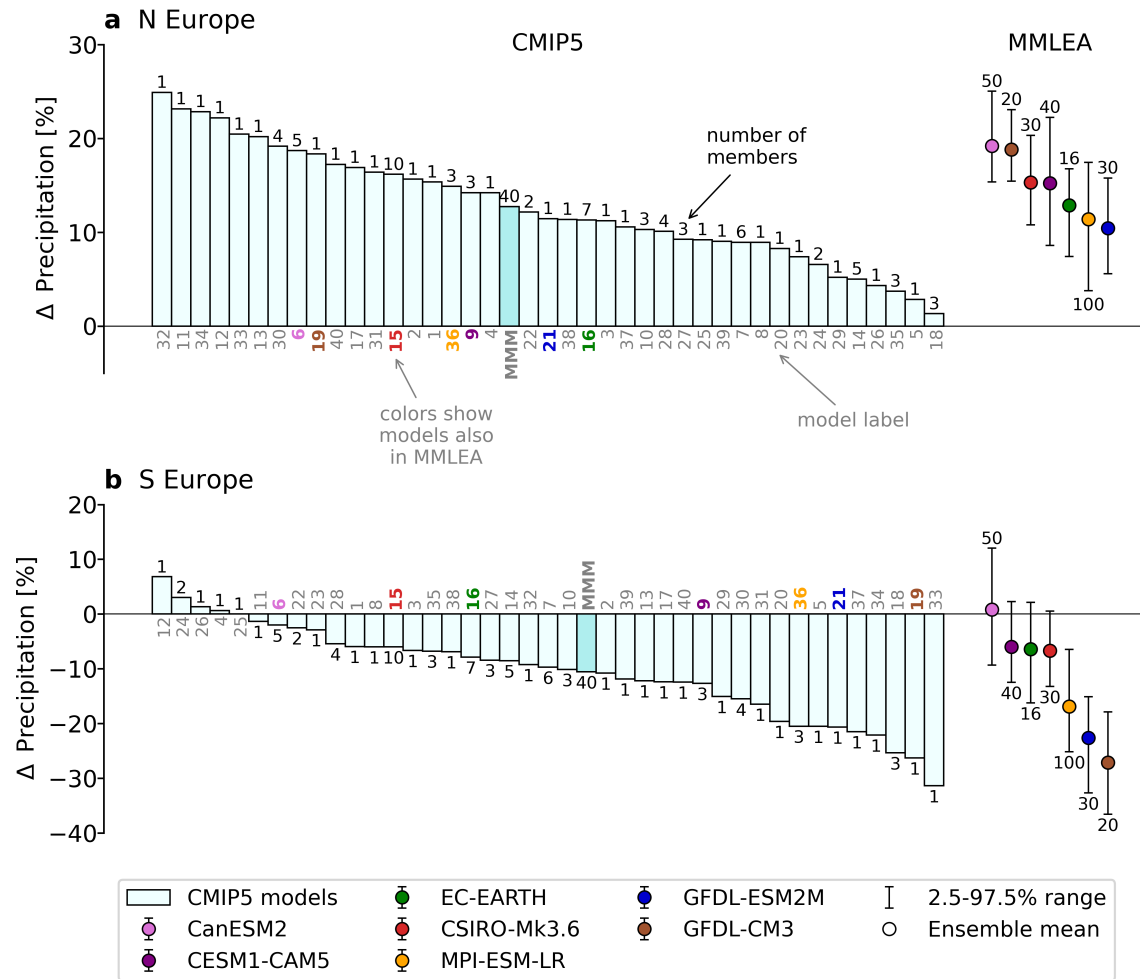 a N Europe
CMIP5
MMLEA
Δ Precipitation [%]
30
20
10
0
1 1 1 1 1 1 4 5 1 1 1 1 10 1 1 3 3 1 40 2 1 1 7 1 1 3 4 3 1 1 6 1 1 1 2 1 5 1 3 1 3
number of
members
50 20 30 40 16 100 30
32 11 34 12 33 13 30 6 19 40 17 31 15 2 1 36 9 4 MMM 22 21 38 16 3 37 10 28 27 25 39 7 8 20 23 24 29 14 26 35 5 18
colors show
models also
in MMLEA
model label
b S Europe
Δ Precipitation [%]
20
10
0
−10
−20
−30
−40
1 2 1 1 1
12 24 26 4 25
11 6 22 23 28 1 8 15 3 35 38 16 27 14 32 7 10 MMM 2 39 13 17 40 9 29 30 31 20 36 5 21 37 34 18 19 33
1 5 2 1 4 1 1 10 1 3 1 7 3 5 1 6 3 40 1 1 1 1 1 3 1 4 1 1 3 1 1 1 1 3 1 1
50 40 16 30 100 30 20
CMIP5 models
CanESM2
CESM1-CAM5
EC-EARTH
CSIRO-Mk3.6
MPI-ESM-LR
GFDL-ESM2M
GFDL-CM3
2.5-97.5% range
Ensemble mean